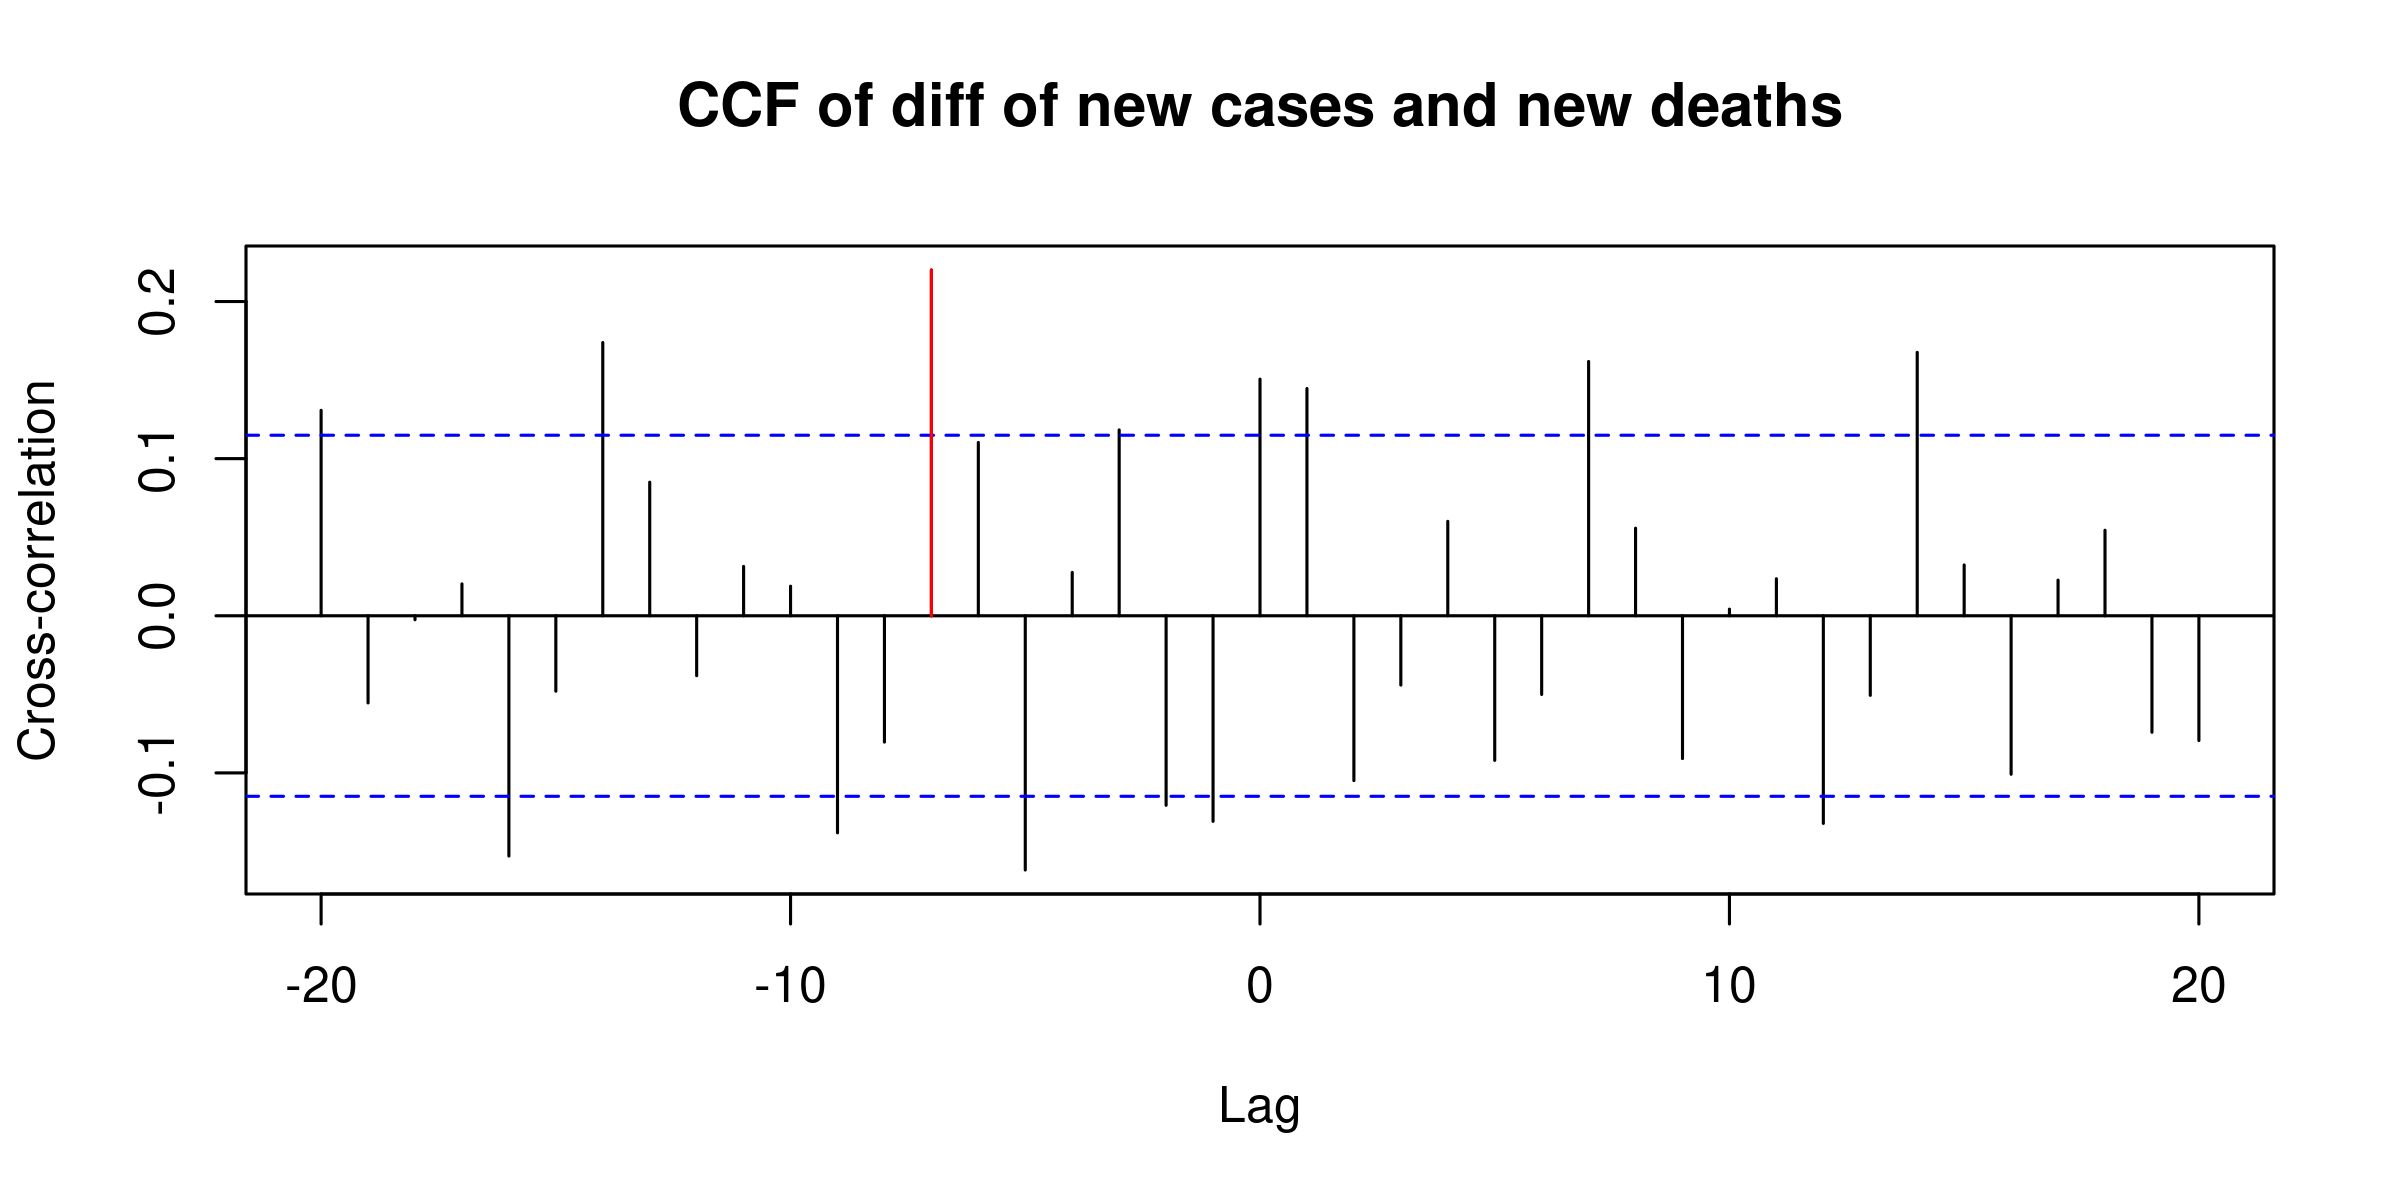 CCF of diff of new cases and new deaths
Cross-correlation
0.2
0.1
0.0
-0.1
-20 -10 0 10 20
Lag